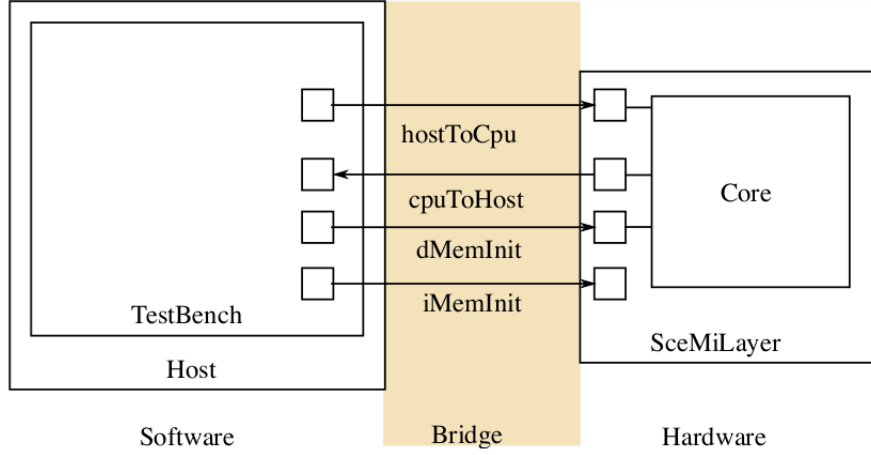 hostToCpu
cpuToHost
Core
dMemInit
iMemInit
TestBench
SceMiLayer
Host
Software
Bridge
Hardware